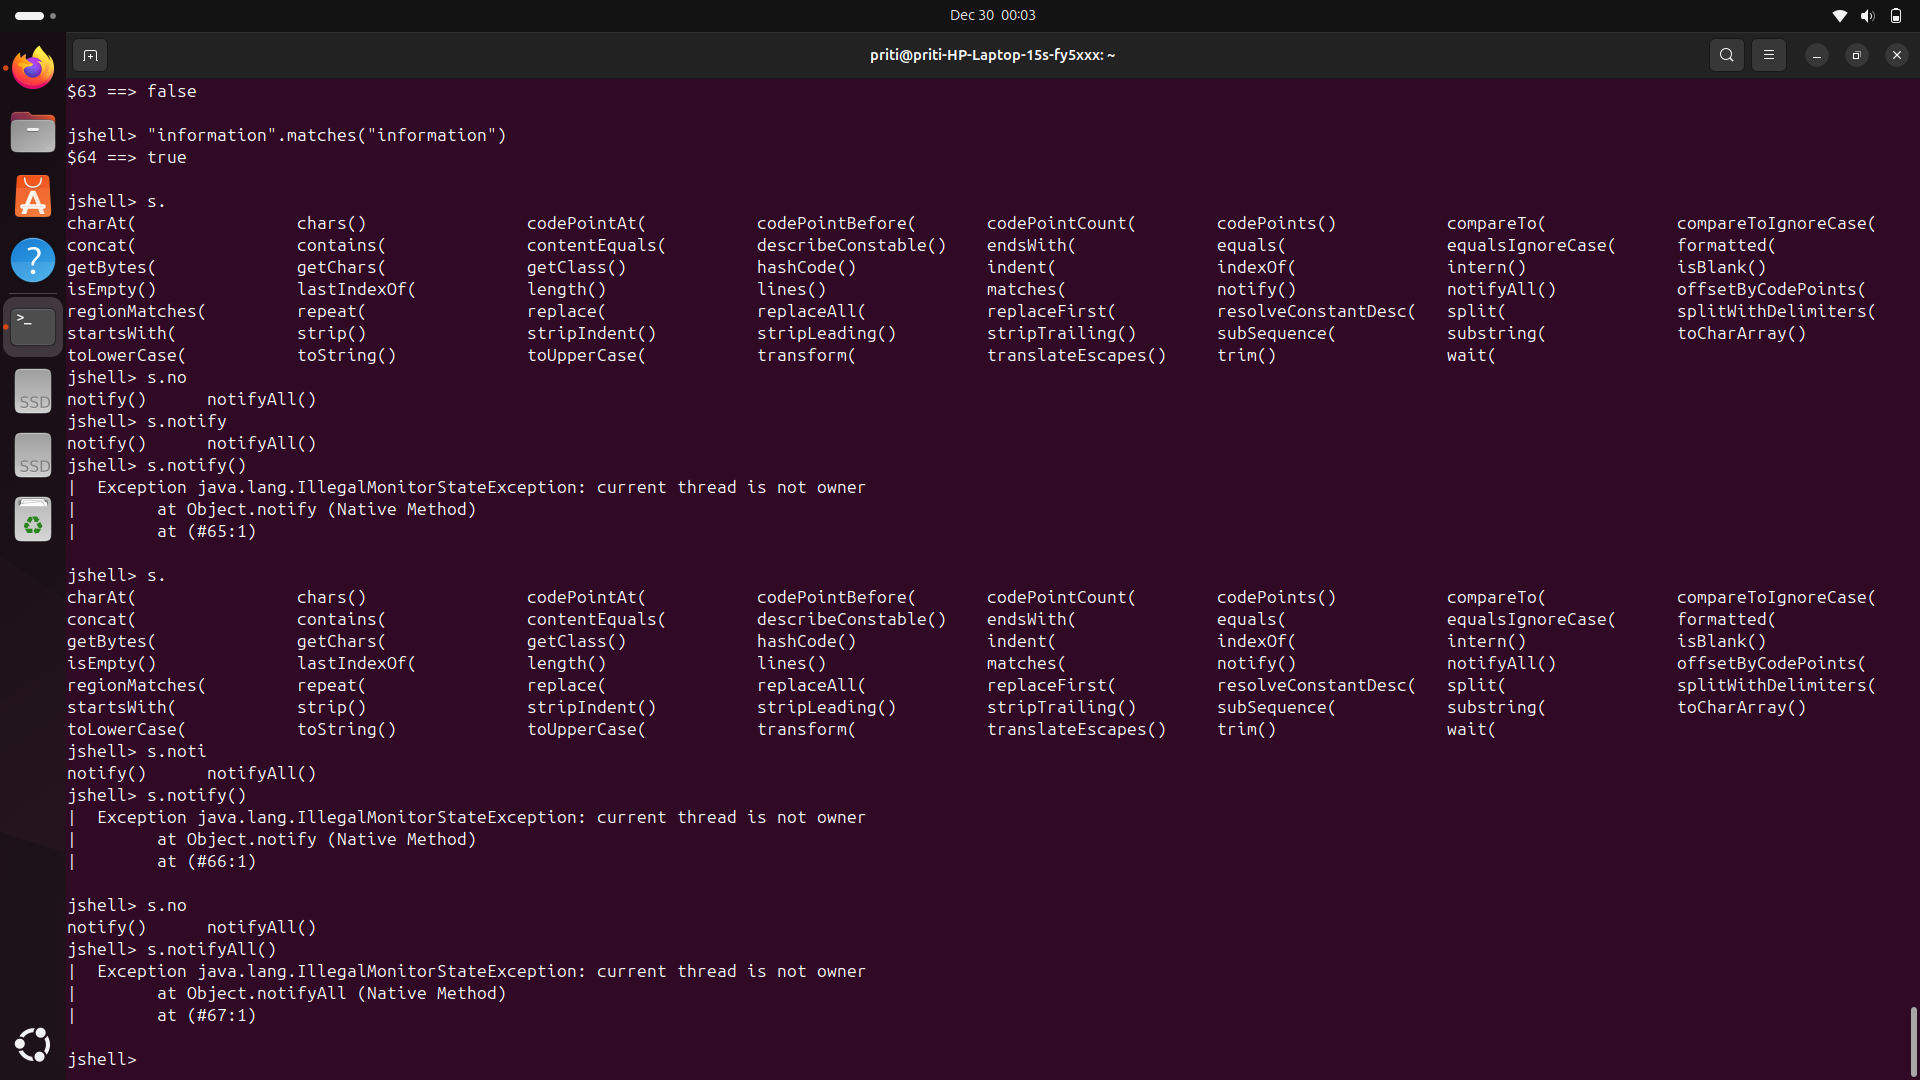 Dec 30 00:03
priti@priti-HP-Laptop-15s-fy5xxx: ~
$63 ==> false
jshell> "information".matches("information")
$64 ==> true
jshell> s.
charAt( chars() codePointAt( codePointBefore( codePointCount( codePoints() compareTo( compareToIgnoreCase(
concat( contains( contentEquals( describeConstable() endsWith( equals( equalsIgnoreCase( formatted(
getBytes( getChars( getClass() hashCode() indent( indexOf( intern() isBlank()
isEmpty() lastIndexOf( length() lines() matches( notify() notifyAll() offsetByCodePoints(
regionMatches( repeat( replace( replaceAll( replaceFirst( resolveConstantDesc( split( splitWithDelimiters(
startsWith( strip() stripIndent() stripLeading() stripTrailing() subSequence( substring( toCharArray()
toLowerCase( toString() toUpperCase( transform( translateEscapes() trim() wait(
jshell> s.no
notify() notifyAll()
jshell> s.notify
notify() notifyAll()
jshell> s.notify()
| Exception java.lang.IllegalMonitorStateException: current thread is not owner
| at Object.notify (Native Method)
| at (#65:1)
jshell> s.
charAt( chars() codePointAt( codePointBefore( codePointCount( codePoints() compareTo( compareToIgnoreCase(
concat( contains( contentEquals( describeConstable() endsWith( equals( equalsIgnoreCase( formatted(
getBytes( getChars( getClass() hashCode() indent( indexOf( intern() isBlank()
isEmpty() lastIndexOf( length() lines() matches( notify() notifyAll() offsetByCodePoints(
regionMatches( repeat( replace( replaceAll( replaceFirst( resolveConstantDesc( split( splitWithDelimiters(
startsWith( strip() stripIndent() stripLeading() stripTrailing() subSequence( substring( toCharArray()
toLowerCase( toString() toUpperCase( transform( translateEscapes() trim() wait(
jshell> s.noti
notify() notifyAll()
jshell> s.notify()
| Exception java.lang.IllegalMonitorStateException: current thread is not owner
| at Object.notify (Native Method)
| at (#66:1)
jshell> s.no
notify() notifyAll()
jshell> s.notifyAll()
| Exception java.lang.IllegalMonitorStateException: current thread is not owner
| at Object.notifyAll (Native Method)
| at (#67:1)
jshell>
?
>_
SSD
SSD